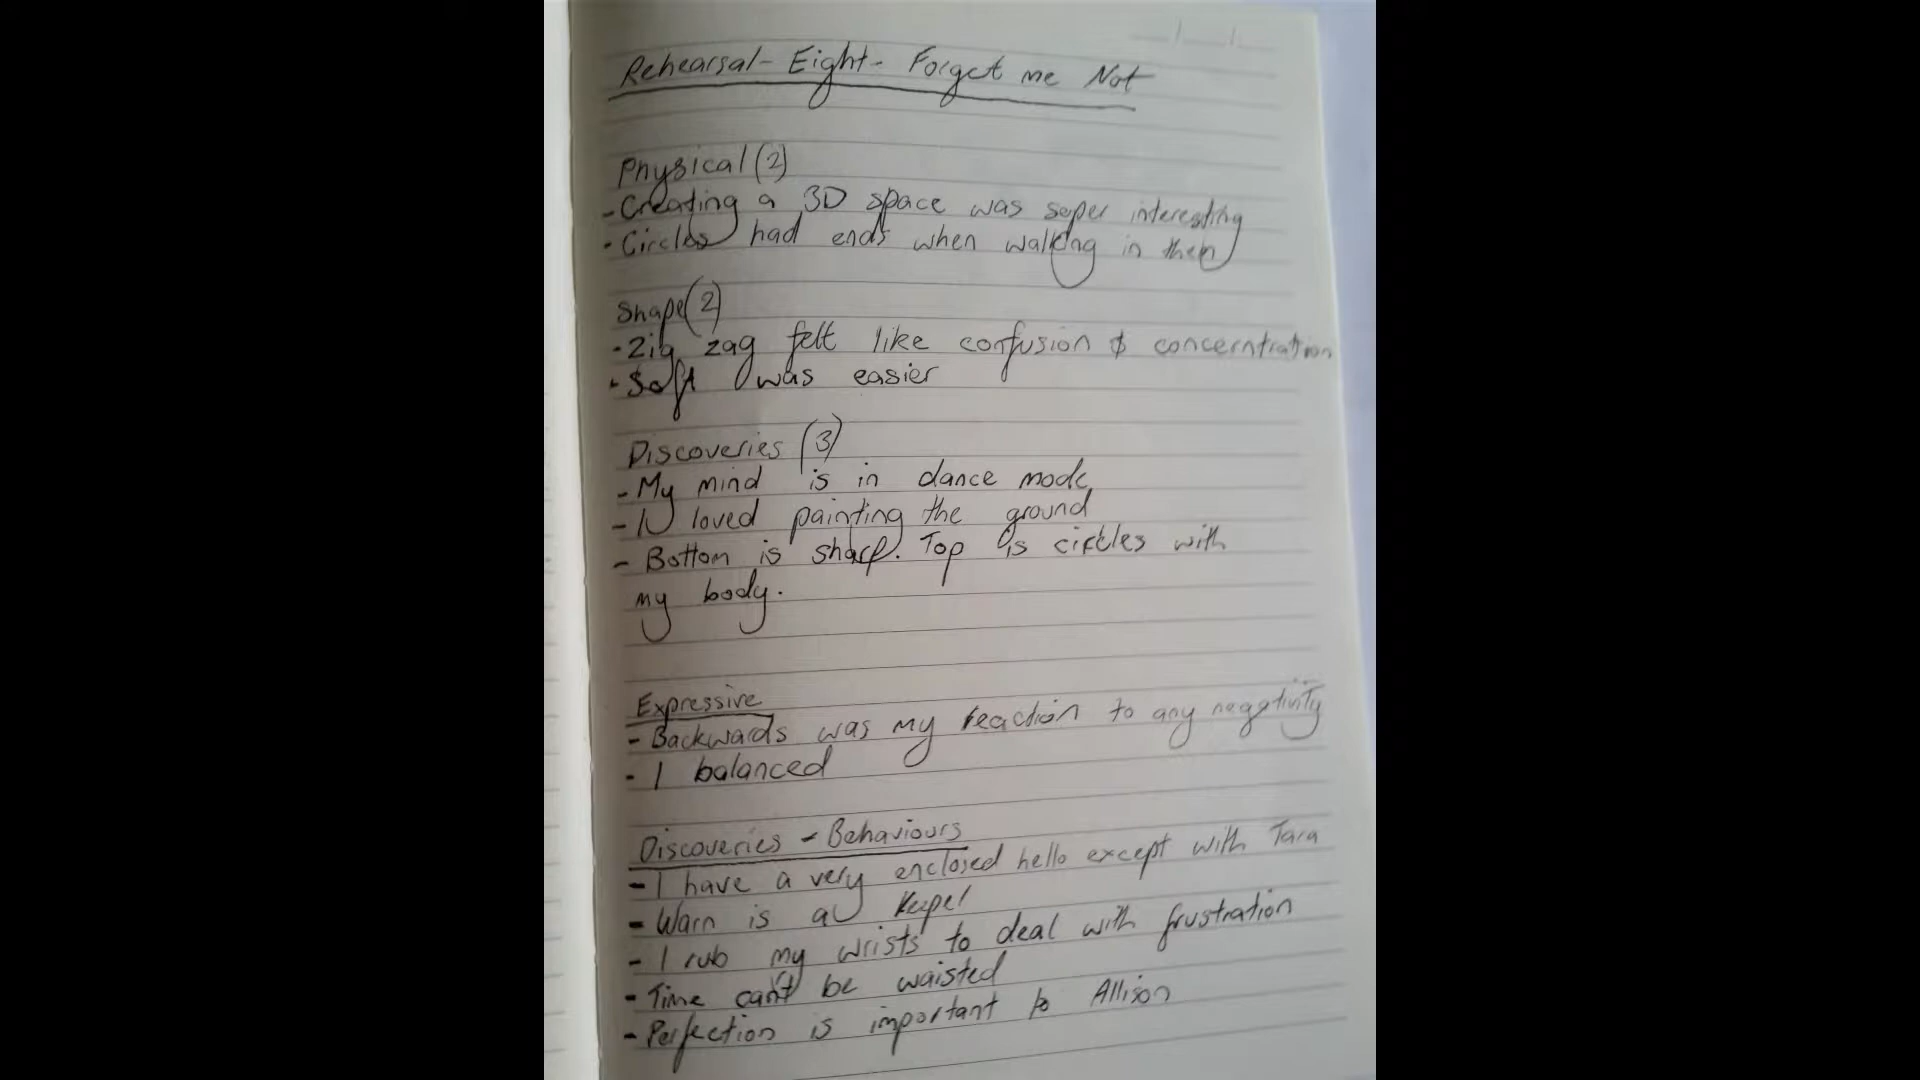 Rehearsal - Eight - Forget me Not
Physical (2)
- Creating a 3D space was super interesting
- Circles had ends when walking in them
Shape (2)
- Zig zag felt like confusion & concerntration
- Soft was easier
Discoveries (3)
- My mind is in dance mode
- I loved painting the ground
- Bottom is sharp. Top is circles with
my body.
Expressive
- Backwards was my reaction to any negativity
- I balanced
Discoveries - Behaviours
- I have a very enclosed hello except with Tara
- Warn is a
- I rub my wrists to deal with frustration
- Time can't be waisted
- Perfection is important to Allison